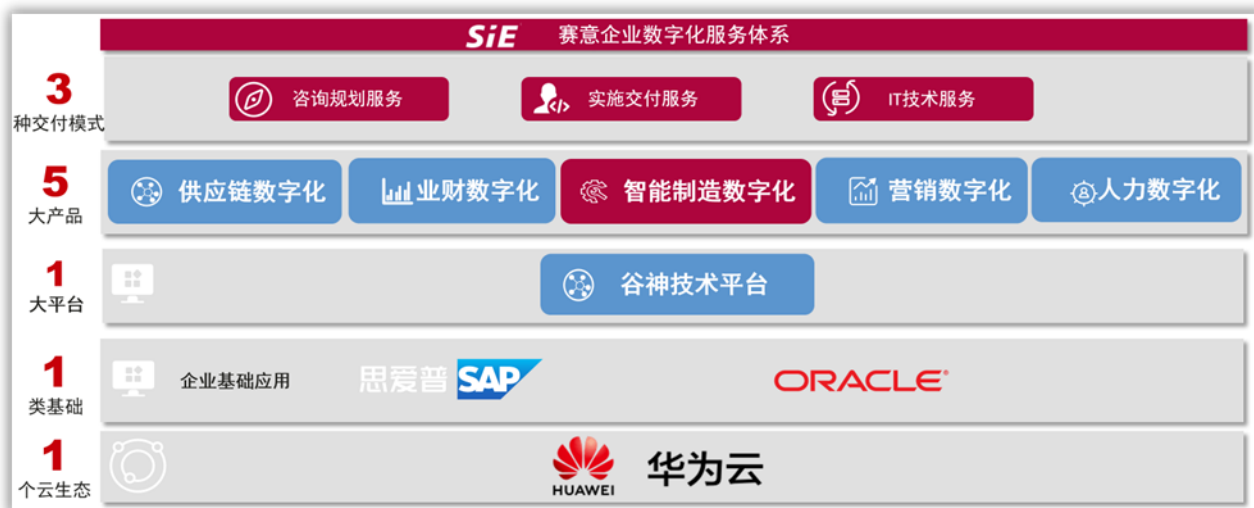 SiE 赛意企业数字化服务体系
3
种交付模式
咨询规划服务
实施交付服务
IT技术服务
5
大产品
供应链数字化
业财数字化
智能制造数字化
营销数字化
人力数字化
1
大平台
谷神技术平台
1
类基础
企业基础应用
思爱普 SAP
ORACLE
1
个云生态
HUAWEI
华为云